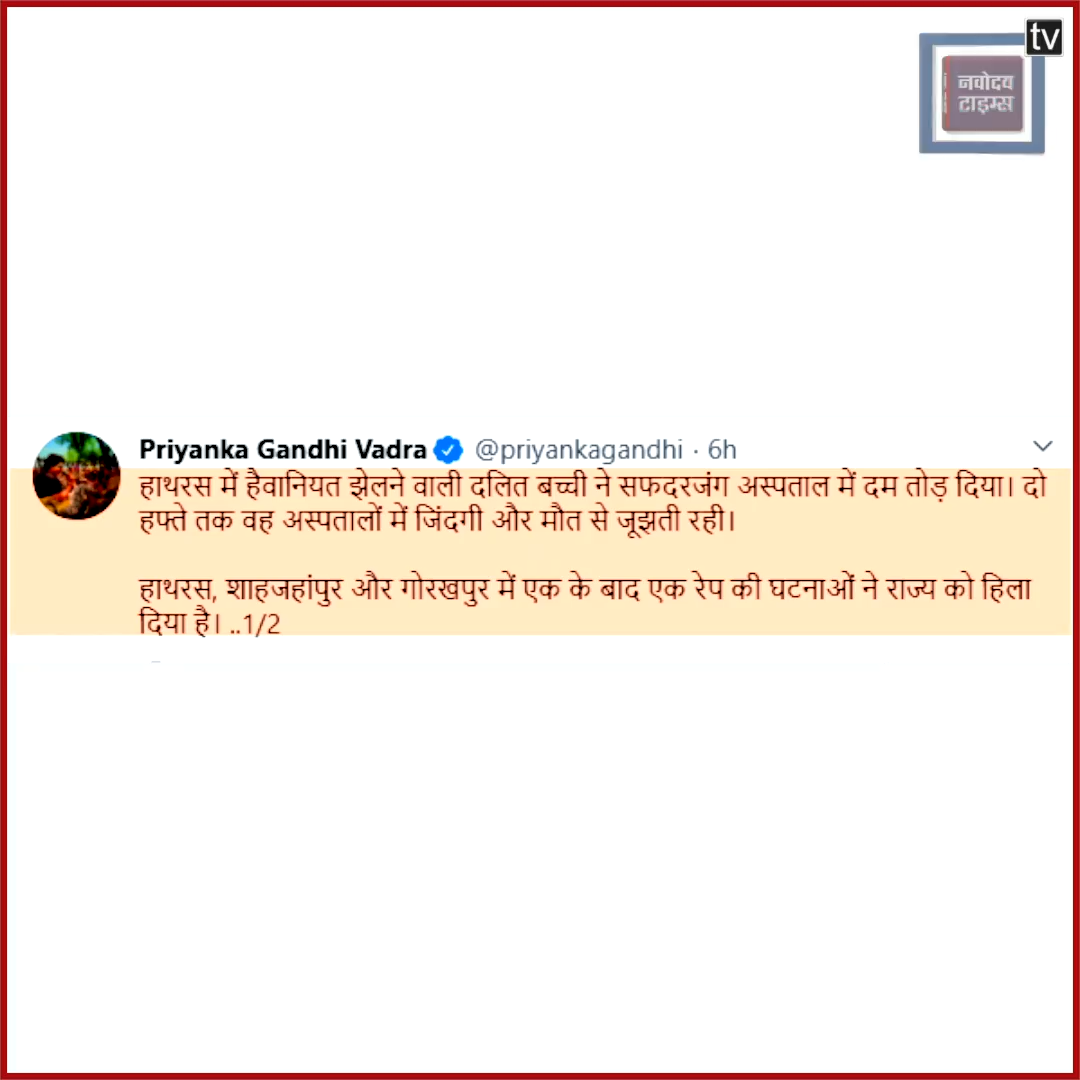 tv
नवोदय
टाइम्स
Priyanka Gandhi Vadra @priyankagandhi · 6h
हाथरस में हैवानियत झेलने वाली दलित बच्ची ने सफदरजंग अस्पताल में दम तोड़ दिया। दो
हफ्ते तक वह अस्पतालों में जिंदगी और मौत से जूझती रही।
हाथरस, शाहजहांपुर और गोरखपुर में एक के बाद एक रेप की घटनाओं ने राज्य को हिला
दिया है। ..1/2